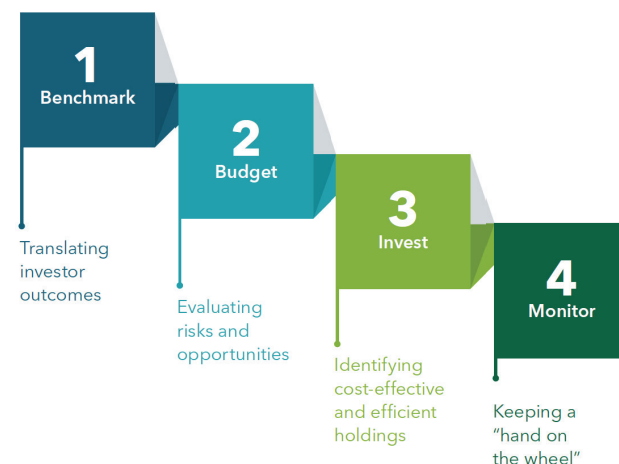 1
Benchmark
Translating
investor
outcomes
2
Budget
Evaluating
risks and
opportunities
3
Invest
Identifying
cost-effective
and efficient
holdings
4
Monitor
Keeping a
“hand on
the wheel”